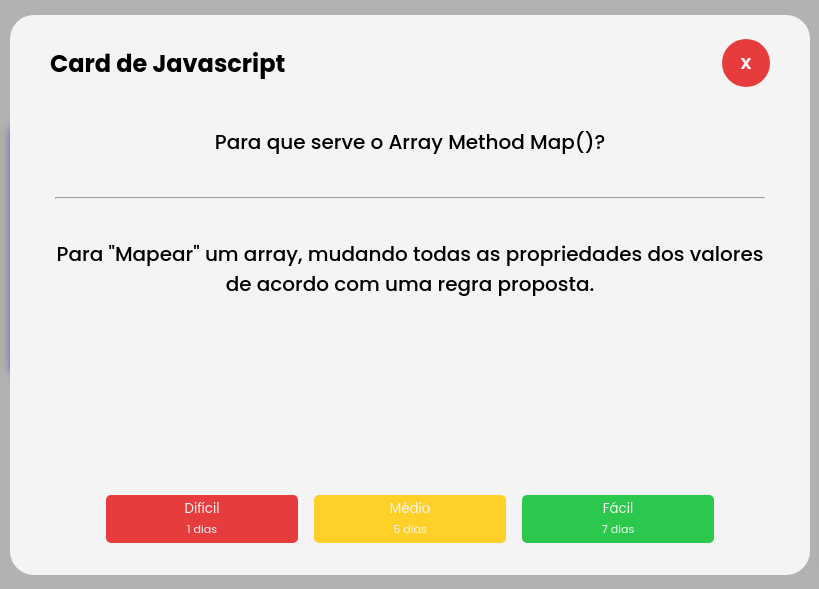 Card de Javascript
X
Para que serve o Array Method Map()?
Para "Mapear" um array, mudando todas as propriedades dos valores
de acordo com uma regra proposta.
Difícil
1 dias
Médio
5 dias
Fácil
7 dias